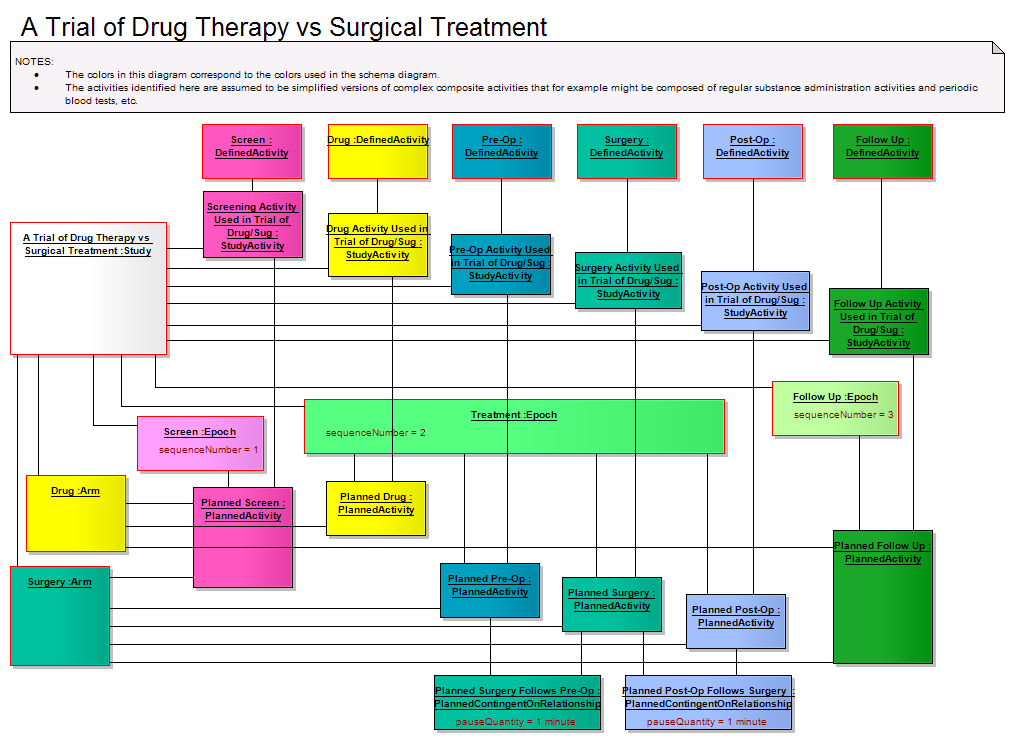 A Trial of Drug Therapy vs Surgical Treatment
NOTES:
• The colors in this diagram correspond to the colors used in the schema diagram.
• The activities identified here are assumed to be simplified versions of complex composite activities that for example might be composed of regular substance administration activities and periodic
blood tests, etc.
Screen :
DefinedActivity
Drug :DefinedActivity
Pre-Op :
DefinedActivity
Surgery :
DefinedActivity
Post-Op :
DefinedActivity
Follow Up :
DefinedActivity
Screening Activity
Used in Trial of
Drug/Sug :
StudyActivity
Drug Activity Used in
Trial of Drug/Sug :
StudyActivity
Pre-Op Activity Used
in Trial of Drug/Sug :
StudyActivity
Surgery Activity Used
in Trial of Drug/Sug :
StudyActivity
Post-Op Activity Used
in Trial of Drug/Sug :
StudyActivity
Follow Up Activity
Used in Trial of
Drug/Sug :
StudyActivity
A Trial of Drug Therapy vs
Surgical Treatment :Study
Screen :Epoch
sequenceNumber = 1
Treatment :Epoch
sequenceNumber = 2
Follow Up :Epoch
sequenceNumber = 3
Drug :Arm
Planned Screen :
PlannedActivity
Planned Drug :
PlannedActivity
Planned Follow Up :
PlannedActivity
Surgery :Arm
Planned Pre-Op :
PlannedActivity
Planned Surgery :
PlannedActivity
Planned Post-Op :
PlannedActivity
Planned Surgery Follows Pre-Op :
PlannedContingentOnRelationship
pauseQuantity = 1 minute
Planned Post-Op Follows Surgery :
PlannedContingentOnRelationship
pauseQuantity = 1 minute